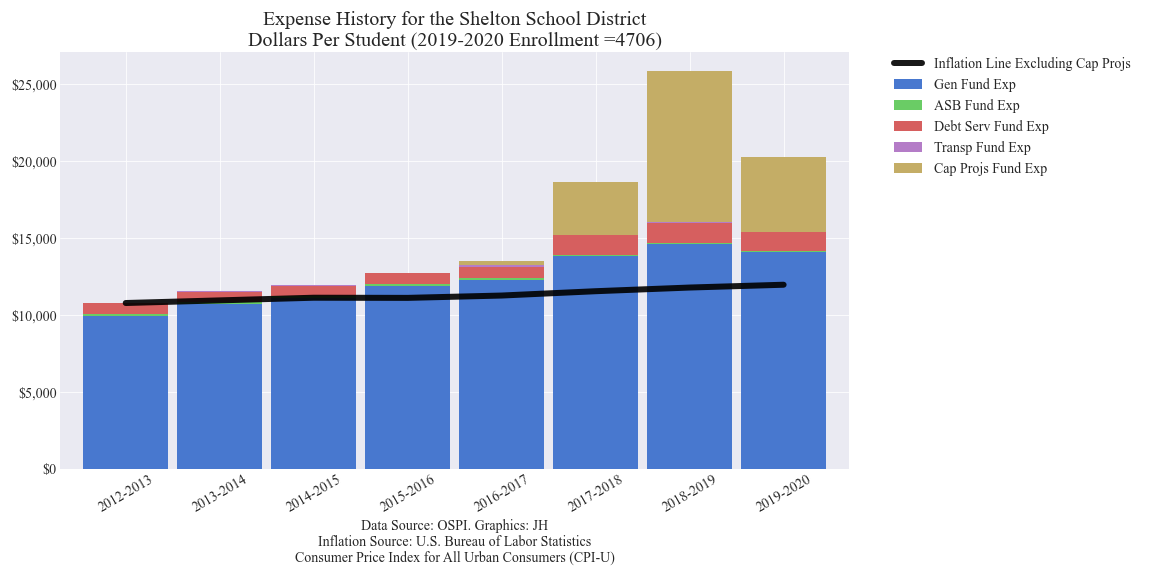 Expense History for the Shelton School District
Dollars Per Student (2019-2020 Enrollment =4706)
Inflation Line Excluding Cap Projs
Gen Fund Exp
ASB Fund Exp
Debt Serv Fund Exp
Transp Fund Exp
Cap Projs Fund Exp
$25,000
$20,000
$15,000
$10,000
$5,000
$0
2012-2013
2013-2014
2014-2015
2015-2016
2016-2017
2017-2018
2018-2019
2019-2020
Data Source: OSPI. Graphics: JH
Inflation Source: U.S. Bureau of Labor Statistics
Consumer Price Index for All Urban Consumers (CPI-U)